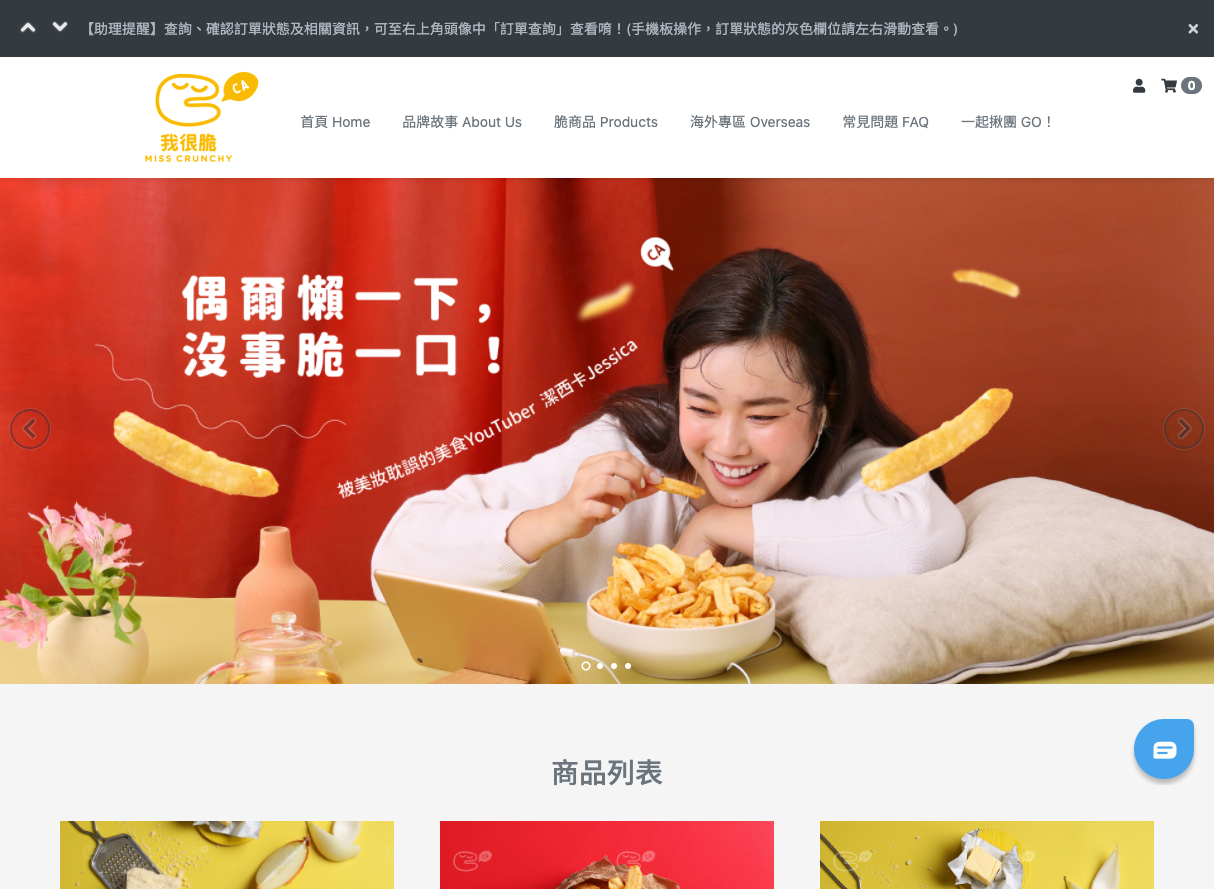 【助理提醒】查詢、確認訂單狀態及相關資訊，可至右上角頭像中「訂單查詢」查看唷！(手機板操作，訂單狀態的灰色欄位請左右滑動查看。)
CA
我很脆
MISS CRUNCHY
0
首頁 Home
品牌故事 About Us
脆商品 Products
海外專區 Overseas
常見問題 FAQ
一起揪團 GO！
CA
偶爾懶一下，
沒事脆一口！
被美妝耽誤的美食YouTuber 潔西卡Jessica
商品列表